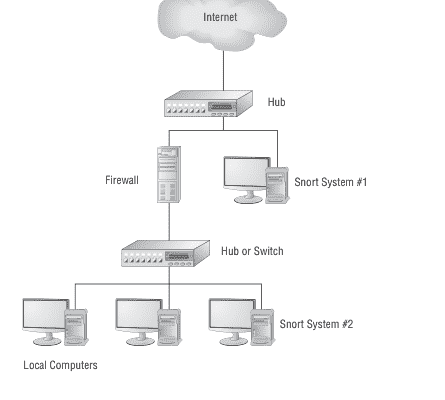 Internet
Hub
Firewall
Snort System #1
Hub or Switch
Snort System #2
Local Computers